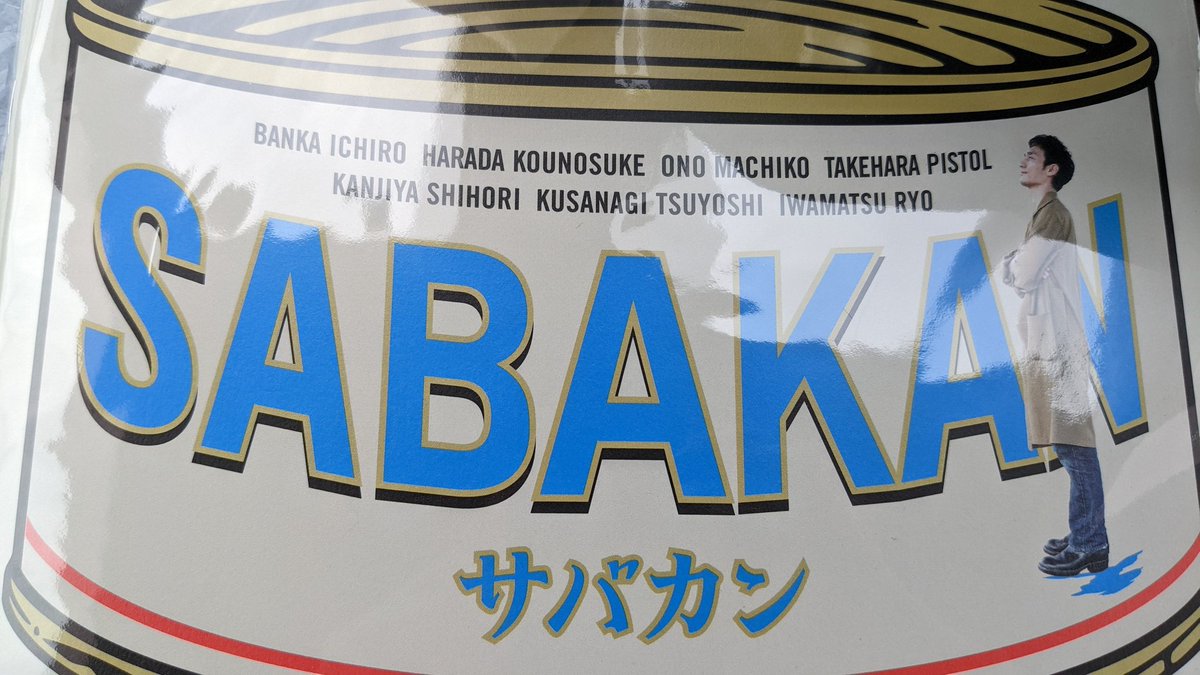 BANKA ICHIRO HARADA KOUNOSUKE ONO MACHIKO TAKEHARA PISTOL
KANJIYA SHIHORI KUSANAGI TSUYOSHI IWAMATSU RYO
SABAKAN
サバカン